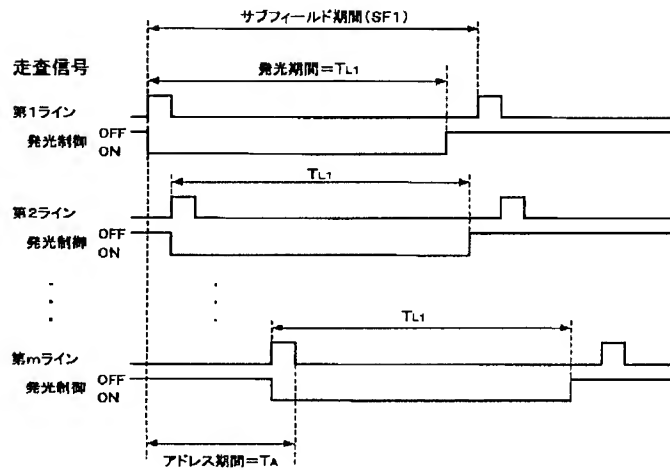 サブフィールド期間(SF1)
走査信号
発光期間=TL1
第1ライン
発光制御 OFF
ON
TL1
第2ライン
発光制御 OFF
ON
TL1
第mライン
発光制御 OFF
ON
アドレス期間=TA